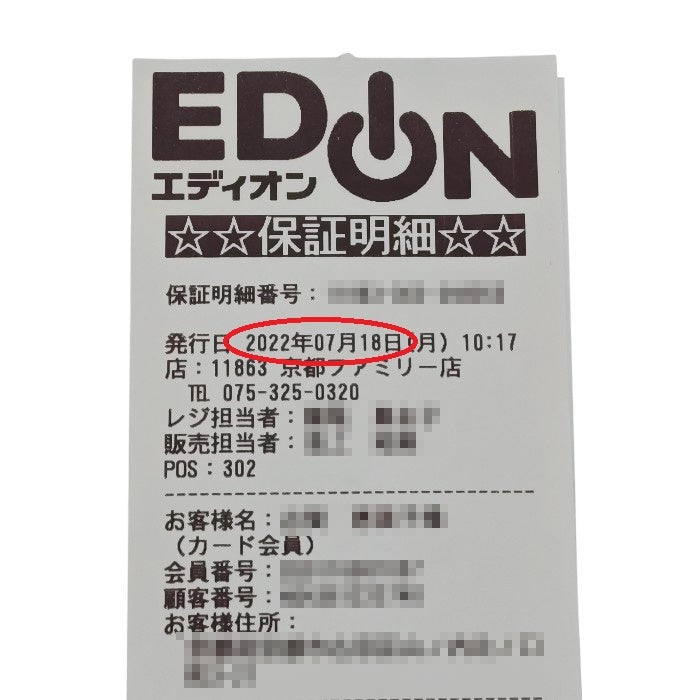 EDION
エディオン
☆☆保証明細☆☆
保証明細番号：
発行日 2022年07月18日(月) 10:17
店：11863 京都ファミリー店
TEL 075-325-0320
レジ担当者：
販売担当者：
POS：302
お客様名：
（カード会員）
会員番号：
顧客番号：
お客様住所：